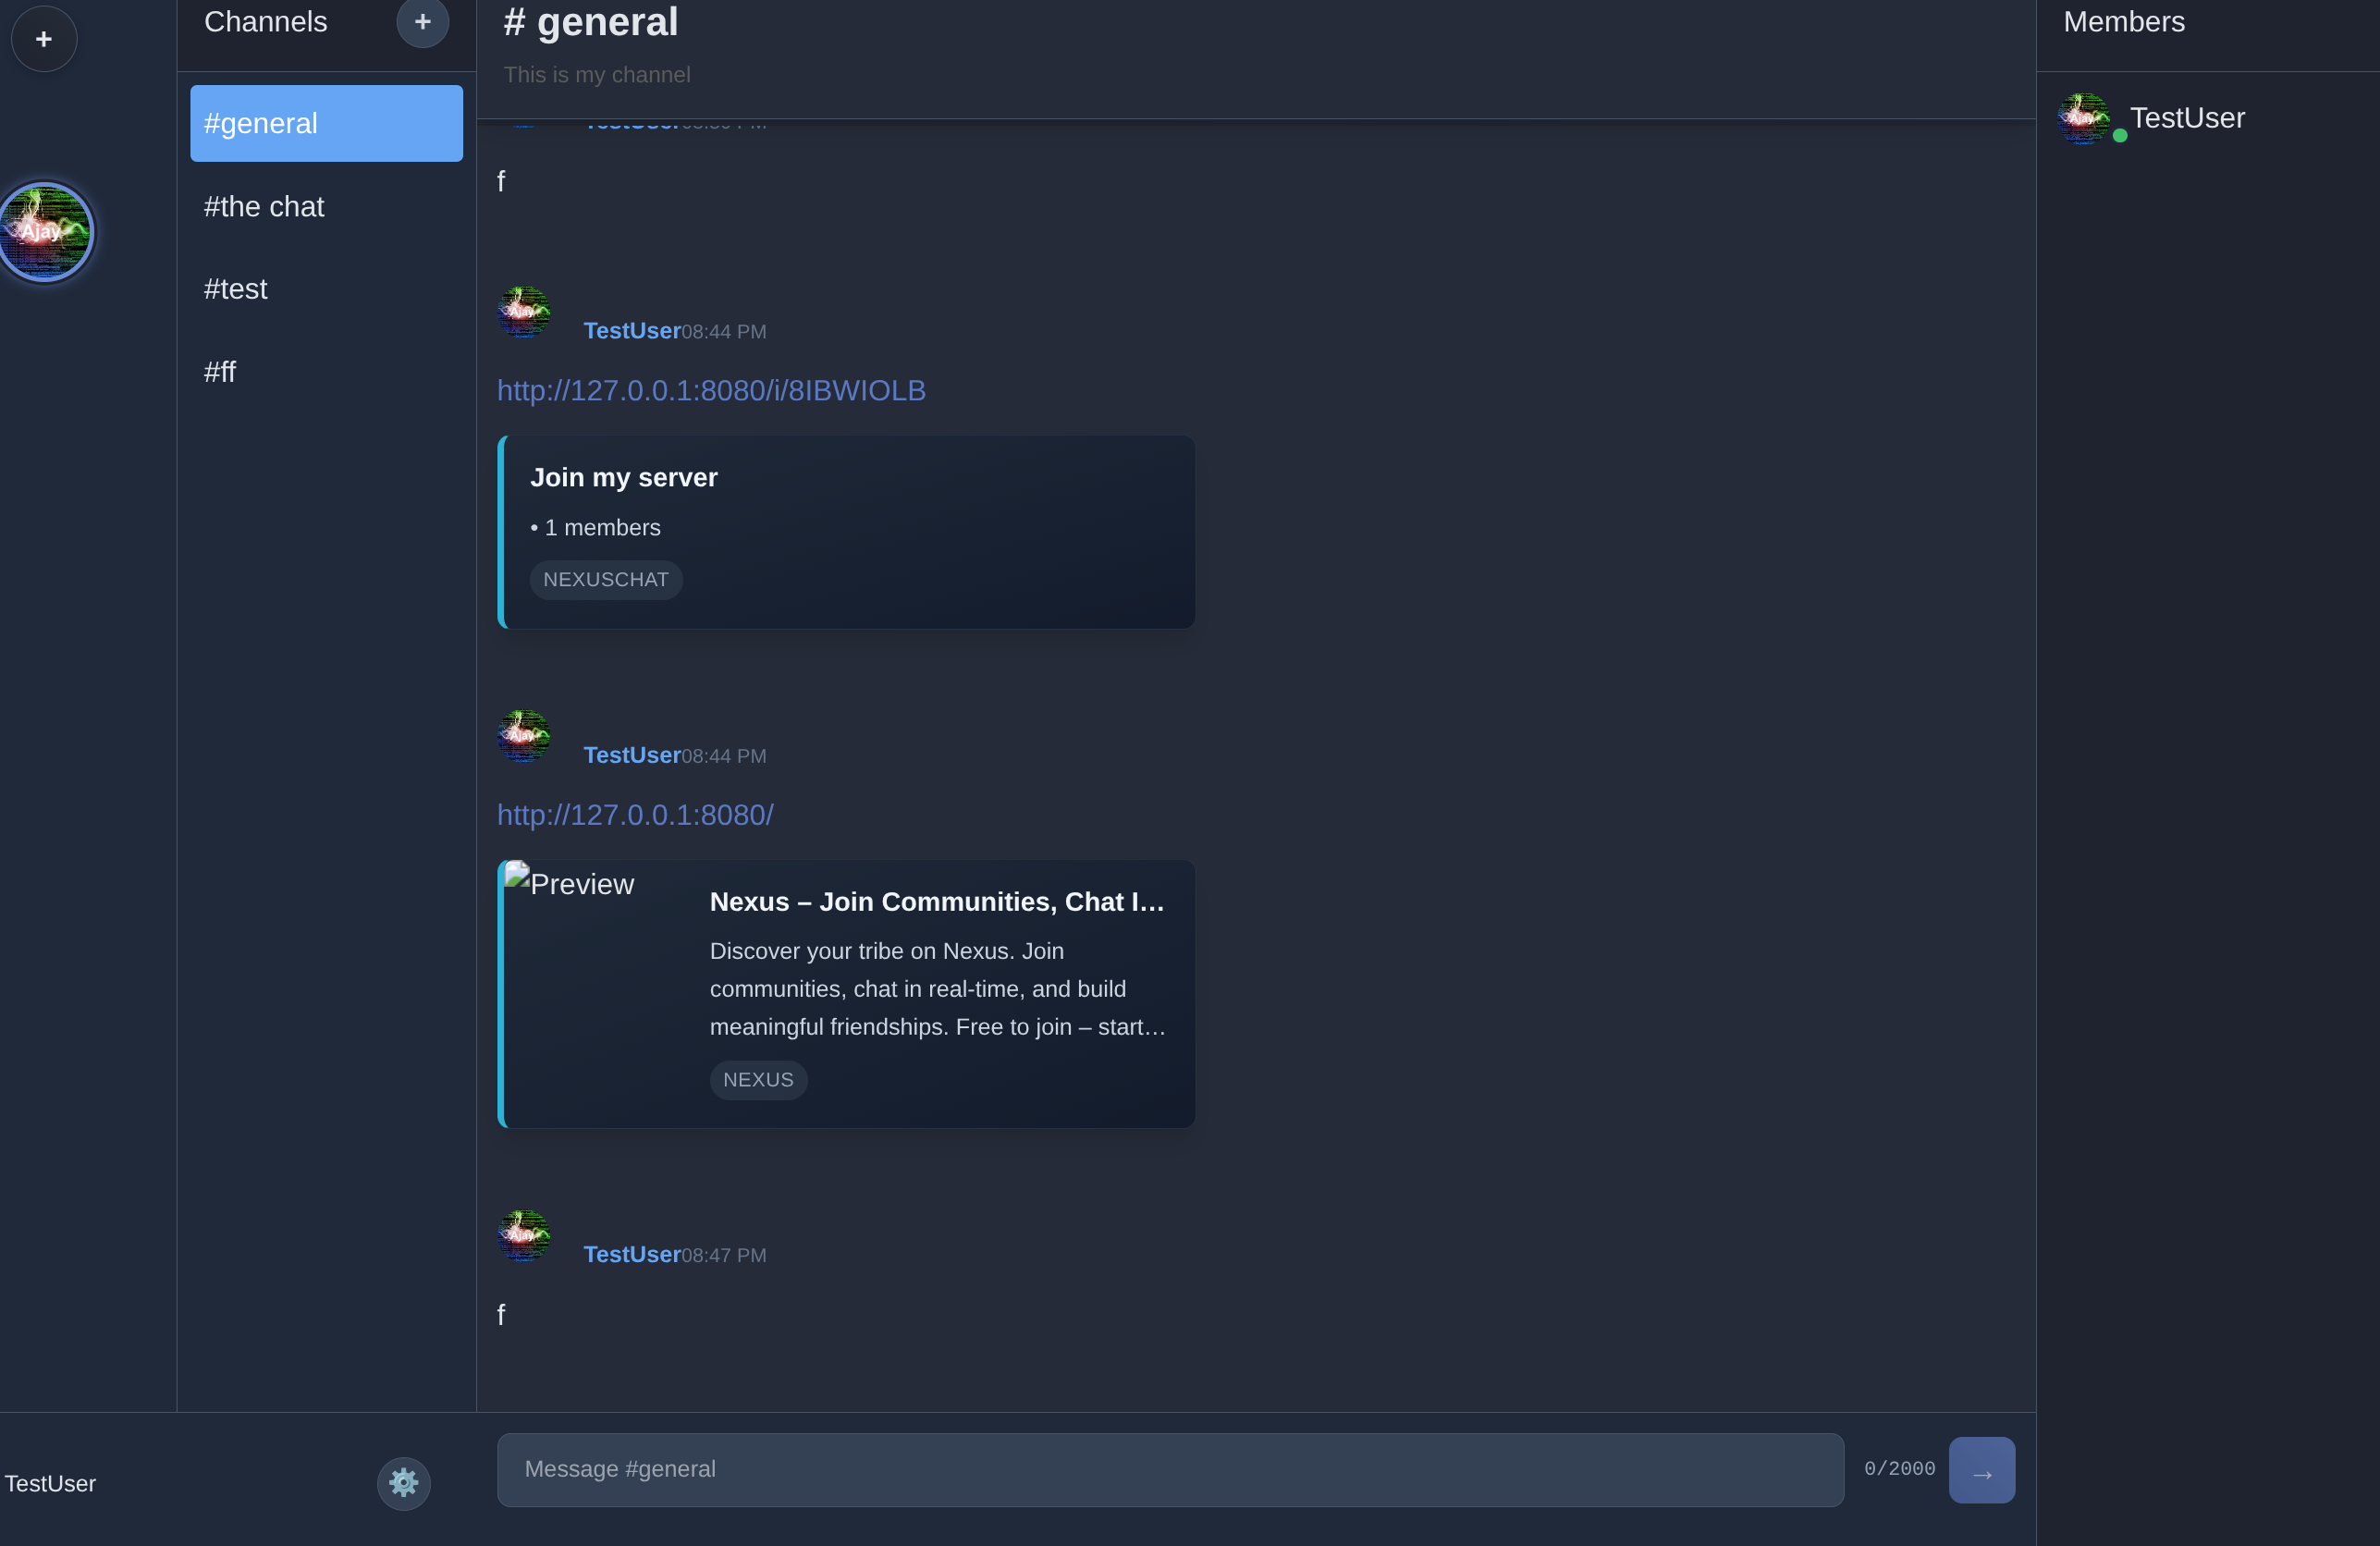 +
Ajay
TestUser
⚙️
Channels
+
#general
#the chat
#test
#ff
# general
This is my channel
f
Ajay
TestUser08:44 PM
http://127.0.0.1:8080/i/8IBWIOLB
Join my server
• 1 members
NEXUSCHAT
Ajay
TestUser08:44 PM
http://127.0.0.1:8080/
Preview
Nexus – Join Communities, Chat I…
Discover your tribe on Nexus. Join
communities, chat in real-time, and build
meaningful friendships. Free to join – start…
NEXUS
Ajay
TestUser08:47 PM
f
Message #general
0/2000
→
Members
Ajay
TestUser